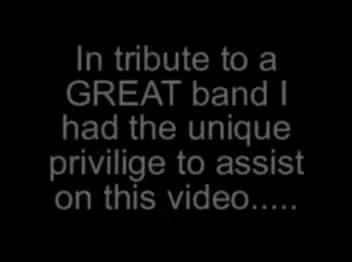 In tribute to a
GREAT band I
had the unique
privilige to assist
on this video.....